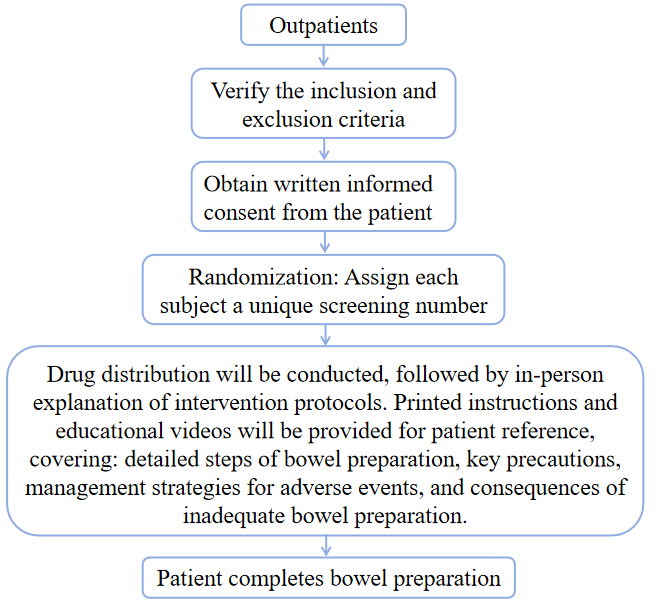 Outpatients
Verify the inclusion and
exclusion criteria
Obtain written informed
consent from the patient
Randomization: Assign each
subject a unique screening number
Drug distribution will be conducted, followed by in-person
explanation of intervention protocols. Printed instructions and
educational videos will be provided for patient reference,
covering: detailed steps of bowel preparation, key precautions,
management strategies for adverse events, and consequences of
inadequate bowel preparation.
Patient completes bowel preparation